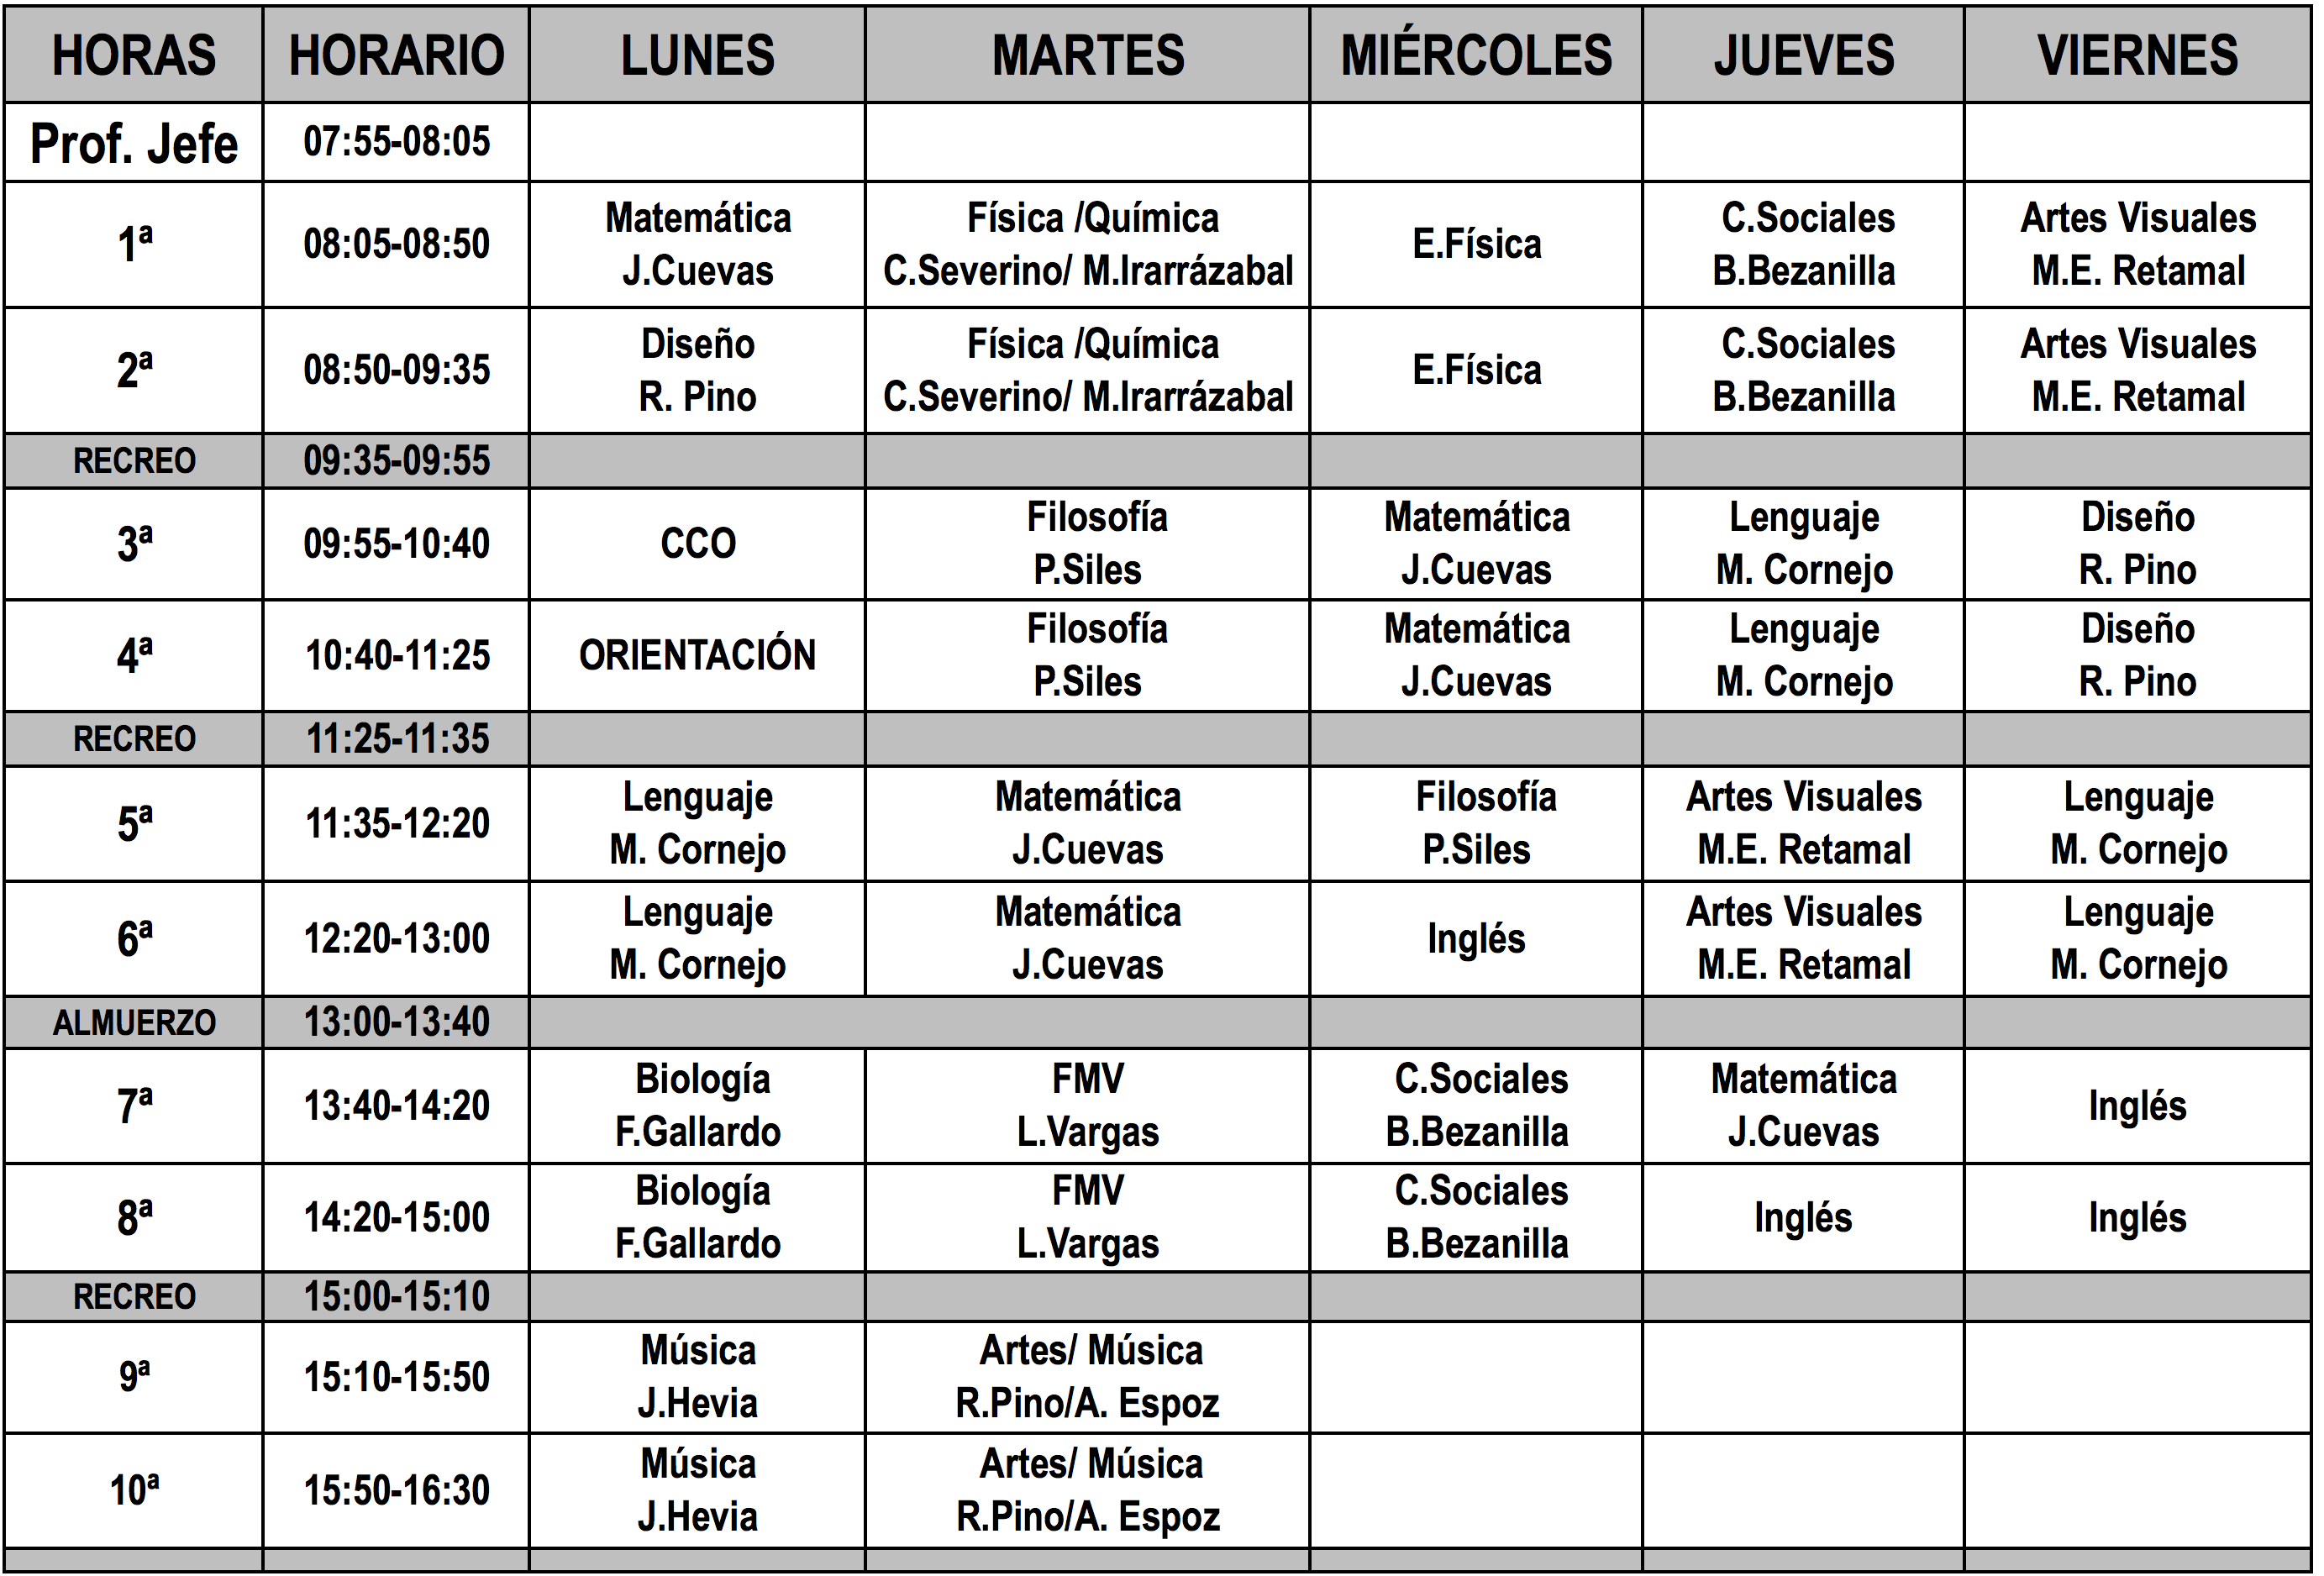 HORAS HORARIO LUNES MARTES MIÉRCOLES JUEVES VIERNES
Prof. Jefe 07:55-08:05
1ª 08:05-08:50 Matemática Física /Química E.Física C.Sociales Artes Visuales
J.Cuevas C.Severino/ M.Irarrázabal B.Bezanilla M.E. Retamal
2ª 08:50-09:35 Diseño Física /Química E.Física C.Sociales Artes Visuales
R. Pino C.Severino/ M.Irarrázabal B.Bezanilla M.E. Retamal
RECREO 09:35-09:55
3ª 09:55-10:40 CCO Filosofía Matemática Lenguaje Diseño
P.Siles J.Cuevas M. Cornejo R. Pino
4ª 10:40-11:25 ORIENTACIÓN Filosofía Matemática Lenguaje Diseño
P.Siles J.Cuevas M. Cornejo R. Pino
RECREO 11:25-11:35
5ª 11:35-12:20 Lenguaje Matemática Filosofía Artes Visuales Lenguaje
M. Cornejo J.Cuevas P.Siles M.E. Retamal M. Cornejo
6ª 12:20-13:00 Lenguaje Matemática Inglés Artes Visuales Lenguaje
M. Cornejo J.Cuevas M.E. Retamal M. Cornejo
ALMUERZO 13:00-13:40
7ª 13:40-14:20 Biología FMV C.Sociales Matemática Inglés
F.Gallardo L.Vargas B.Bezanilla J.Cuevas
8ª 14:20-15:00 Biología FMV C.Sociales Inglés Inglés
F.Gallardo L.Vargas B.Bezanilla
RECREO 15:00-15:10
9ª 15:10-15:50 Música Artes/ Música
J.Hevia R.Pino/A. Espoz
10ª 15:50-16:30 Música Artes/ Música
J.Hevia R.Pino/A. Espoz